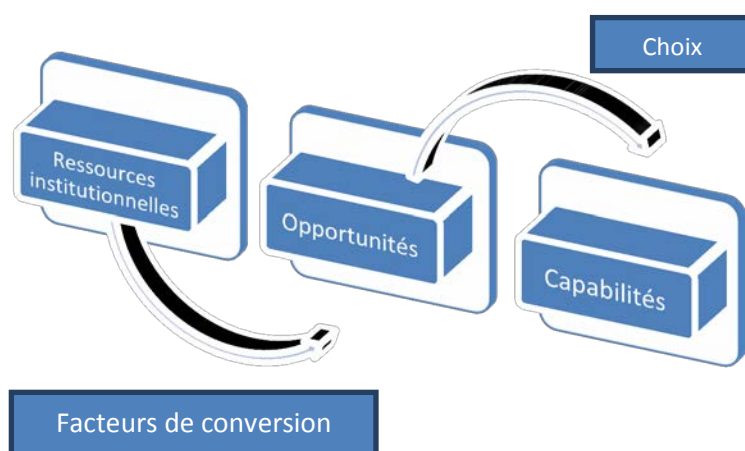 Choix
Ressources
institutionnelles
Opportunités
Capabilités
Facteurs de conversion